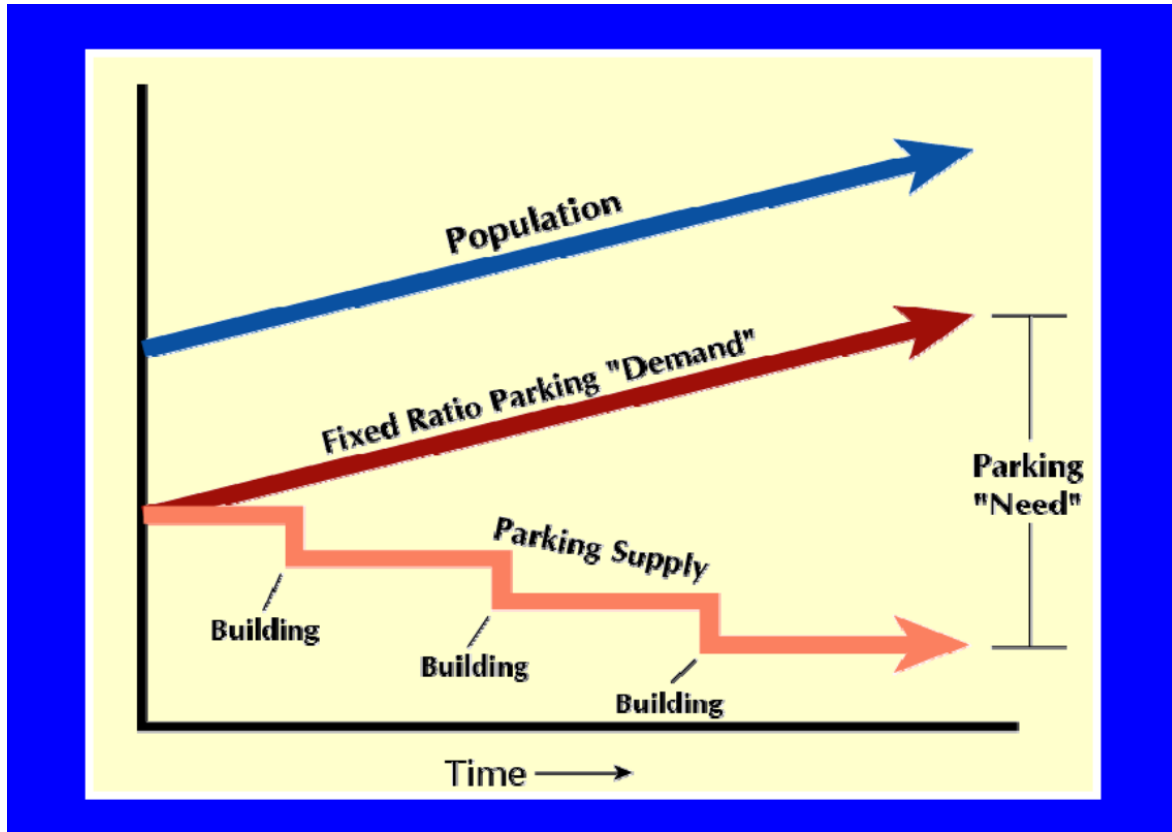 Population
Fixed Ratio Parking "Demand"
Parking
"Need"
Parking Supply
Building
Building
Building
Time